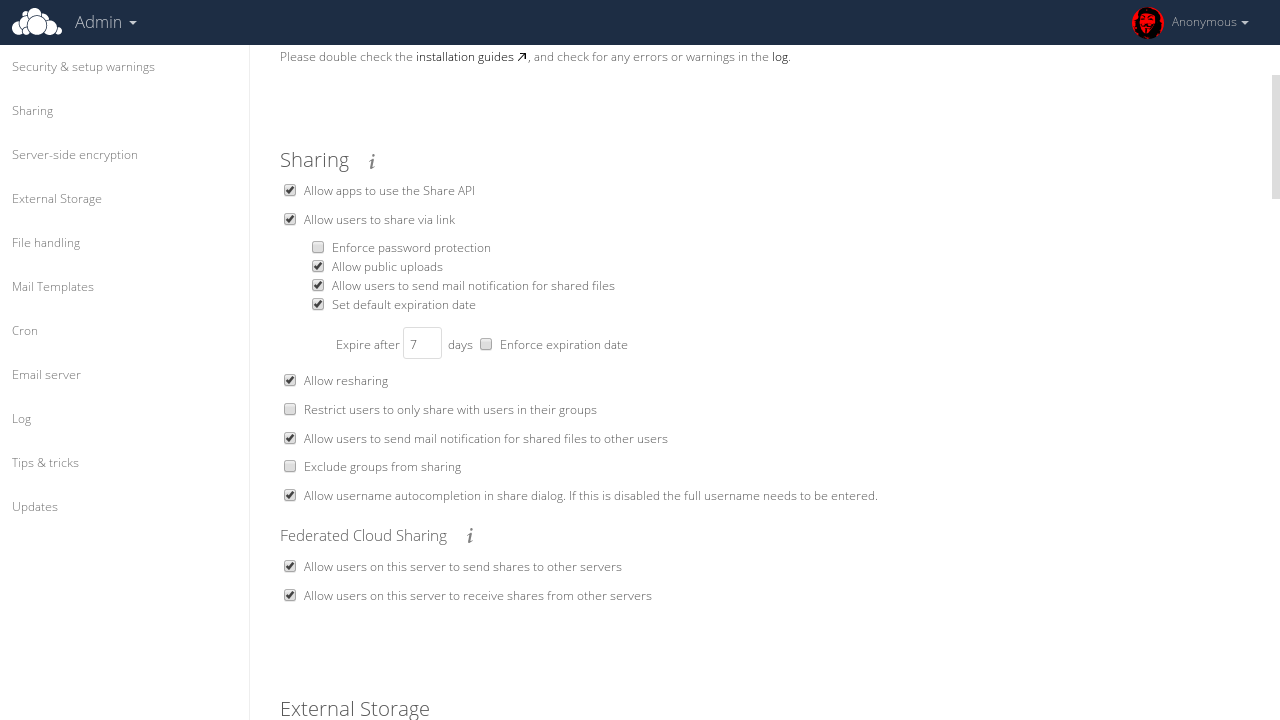 Admin
Anonymous
Security & setup warnings
Sharing
Server-side encryption
External Storage
File handling
Mail Templates
Cron
Email server
Log
Tips & tricks
Updates
Please double check the installation guides ↗, and check for any errors or warnings in the log.
Sharing i
Allow apps to use the Share API
Allow users to share via link
Enforce password protection
Allow public uploads
Allow users to send mail notification for shared files
Set default expiration date
Expire after 7 days Enforce expiration date
Allow resharing
Restrict users to only share with users in their groups
Allow users to send mail notification for shared files to other users
Exclude groups from sharing
Allow username autocompletion in share dialog. If this is disabled the full username needs to be entered.
Federated Cloud Sharing i
Allow users on this server to send shares to other servers
Allow users on this server to receive shares from other servers
External Storage